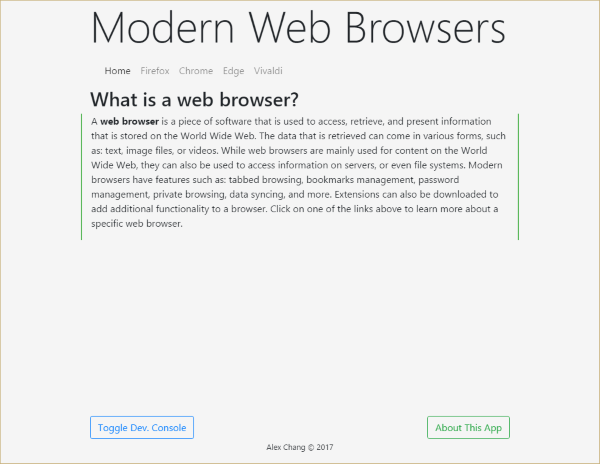 Modern Web Browsers
Home Firefox Chrome Edge Vivaldi
What is a web browser?
A web browser is a piece of software that is used to access, retrieve, and present information
that is stored on the World Wide Web. The data that is retrieved can come in various forms, such
as: text, image files, or videos. While web browsers are mainly used for content on the World
Wide Web, they can also be used to access information on servers, or even file systems. Modern
browsers have features such as: tabbed browsing, bookmarks management, password
management, private browsing, data syncing, and more. Extensions can also be downloaded to
add additional functionality to a browser. Click on one of the links above to learn more about a
specific web browser.
Toggle Dev. Console About This App
Alex Chang © 2017